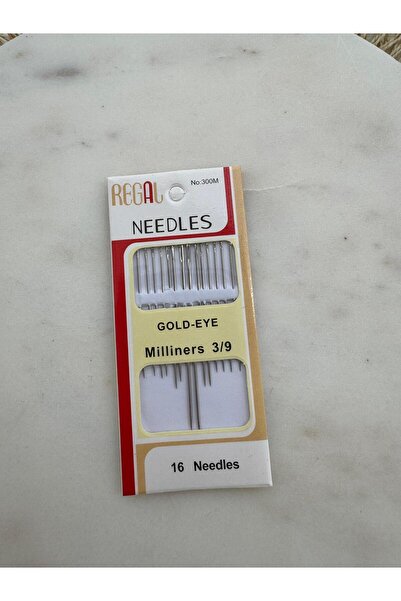 REGAL
No:300M
NEEDLES
GOLD-EYE
Milliners 3/9
16 Needles